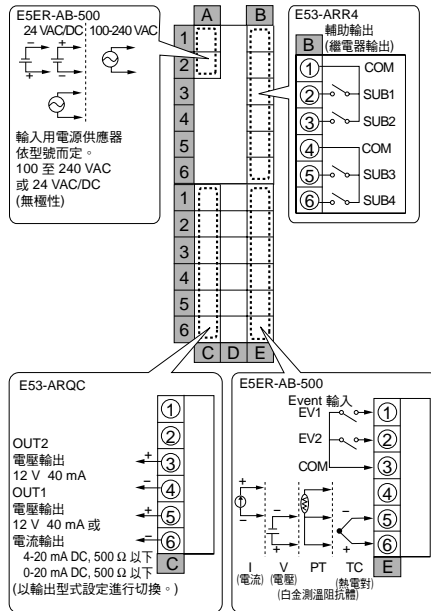 E5ER-AB-500
24 VAC/DC 100-240 VAC
輸入用電源供應器
依型號而定。
100 至 240 VAC
或 24 VAC/DC
(無極性)
A B
1
2
3
4
5
6
1
2
3
4
5
6
C D E
E53-ARR4
輔助輸出
(繼電器輸出)
B
① COM
② SUB1
③ SUB2
④ COM
⑤ SUB3
⑥ SUB4
E53-ARQC
①
②
OUT2
電壓輸出 + ③
12 V 40 mA
OUT1 − ④
電壓輸出 + ⑤
12 V 40 mA 或
電流輸出 − ⑥
4-20 mA DC, 500 Ω 以下
0-20 mA DC, 500 Ω 以下
C
(以輸出型式設定進行切換。)
E5ER-AB-500
Event 輸入
EV1 ①
EV2 ②
COM ③
④
⑤
⑥
E
+ − − + − +
I V PT TC
(電流) (電壓) (熱電對)
(白金測溫阻抗體)